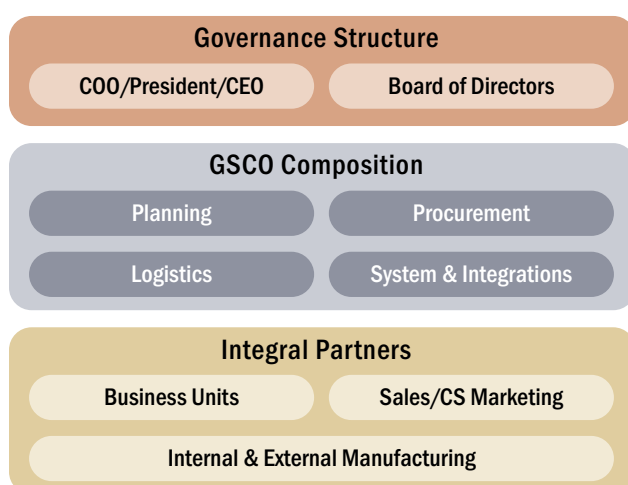 Governance Structure
COO/President/CEO
Board of Directors
GSCO Composition
Planning
Procurement
Logistics
System & Integrations
Integral Partners
Business Units
Sales/CS Marketing
Internal & External Manufacturing